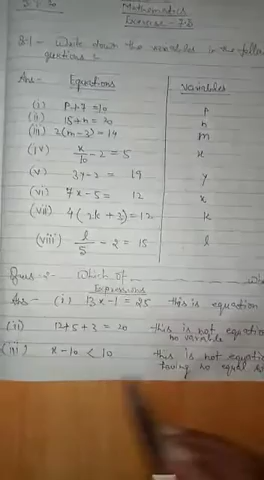 Mathematics
Exercise - 7.8
Q.1 - Write down the variables in the follo
questions :-
Ans- Equations Variables
(i) P+7=10 P
(ii) 15+n=20 n
(iii) 2(m-3)=19 m
(iv) x/10 - 2 = 5 x
(v) 3y-2 = 19 y
(vi) 7x-5= 12 x
(vii) 4(2k+2)=12 k
(viii) l/5 - 2 = 15 l
Ques 2- Which of
Expressions
Ans- (i) 13x-1=25 this is equation
(ii) 12+5+3=20 this is not equation
no variable
(iii) x-10<10 this is not equation
having no equal